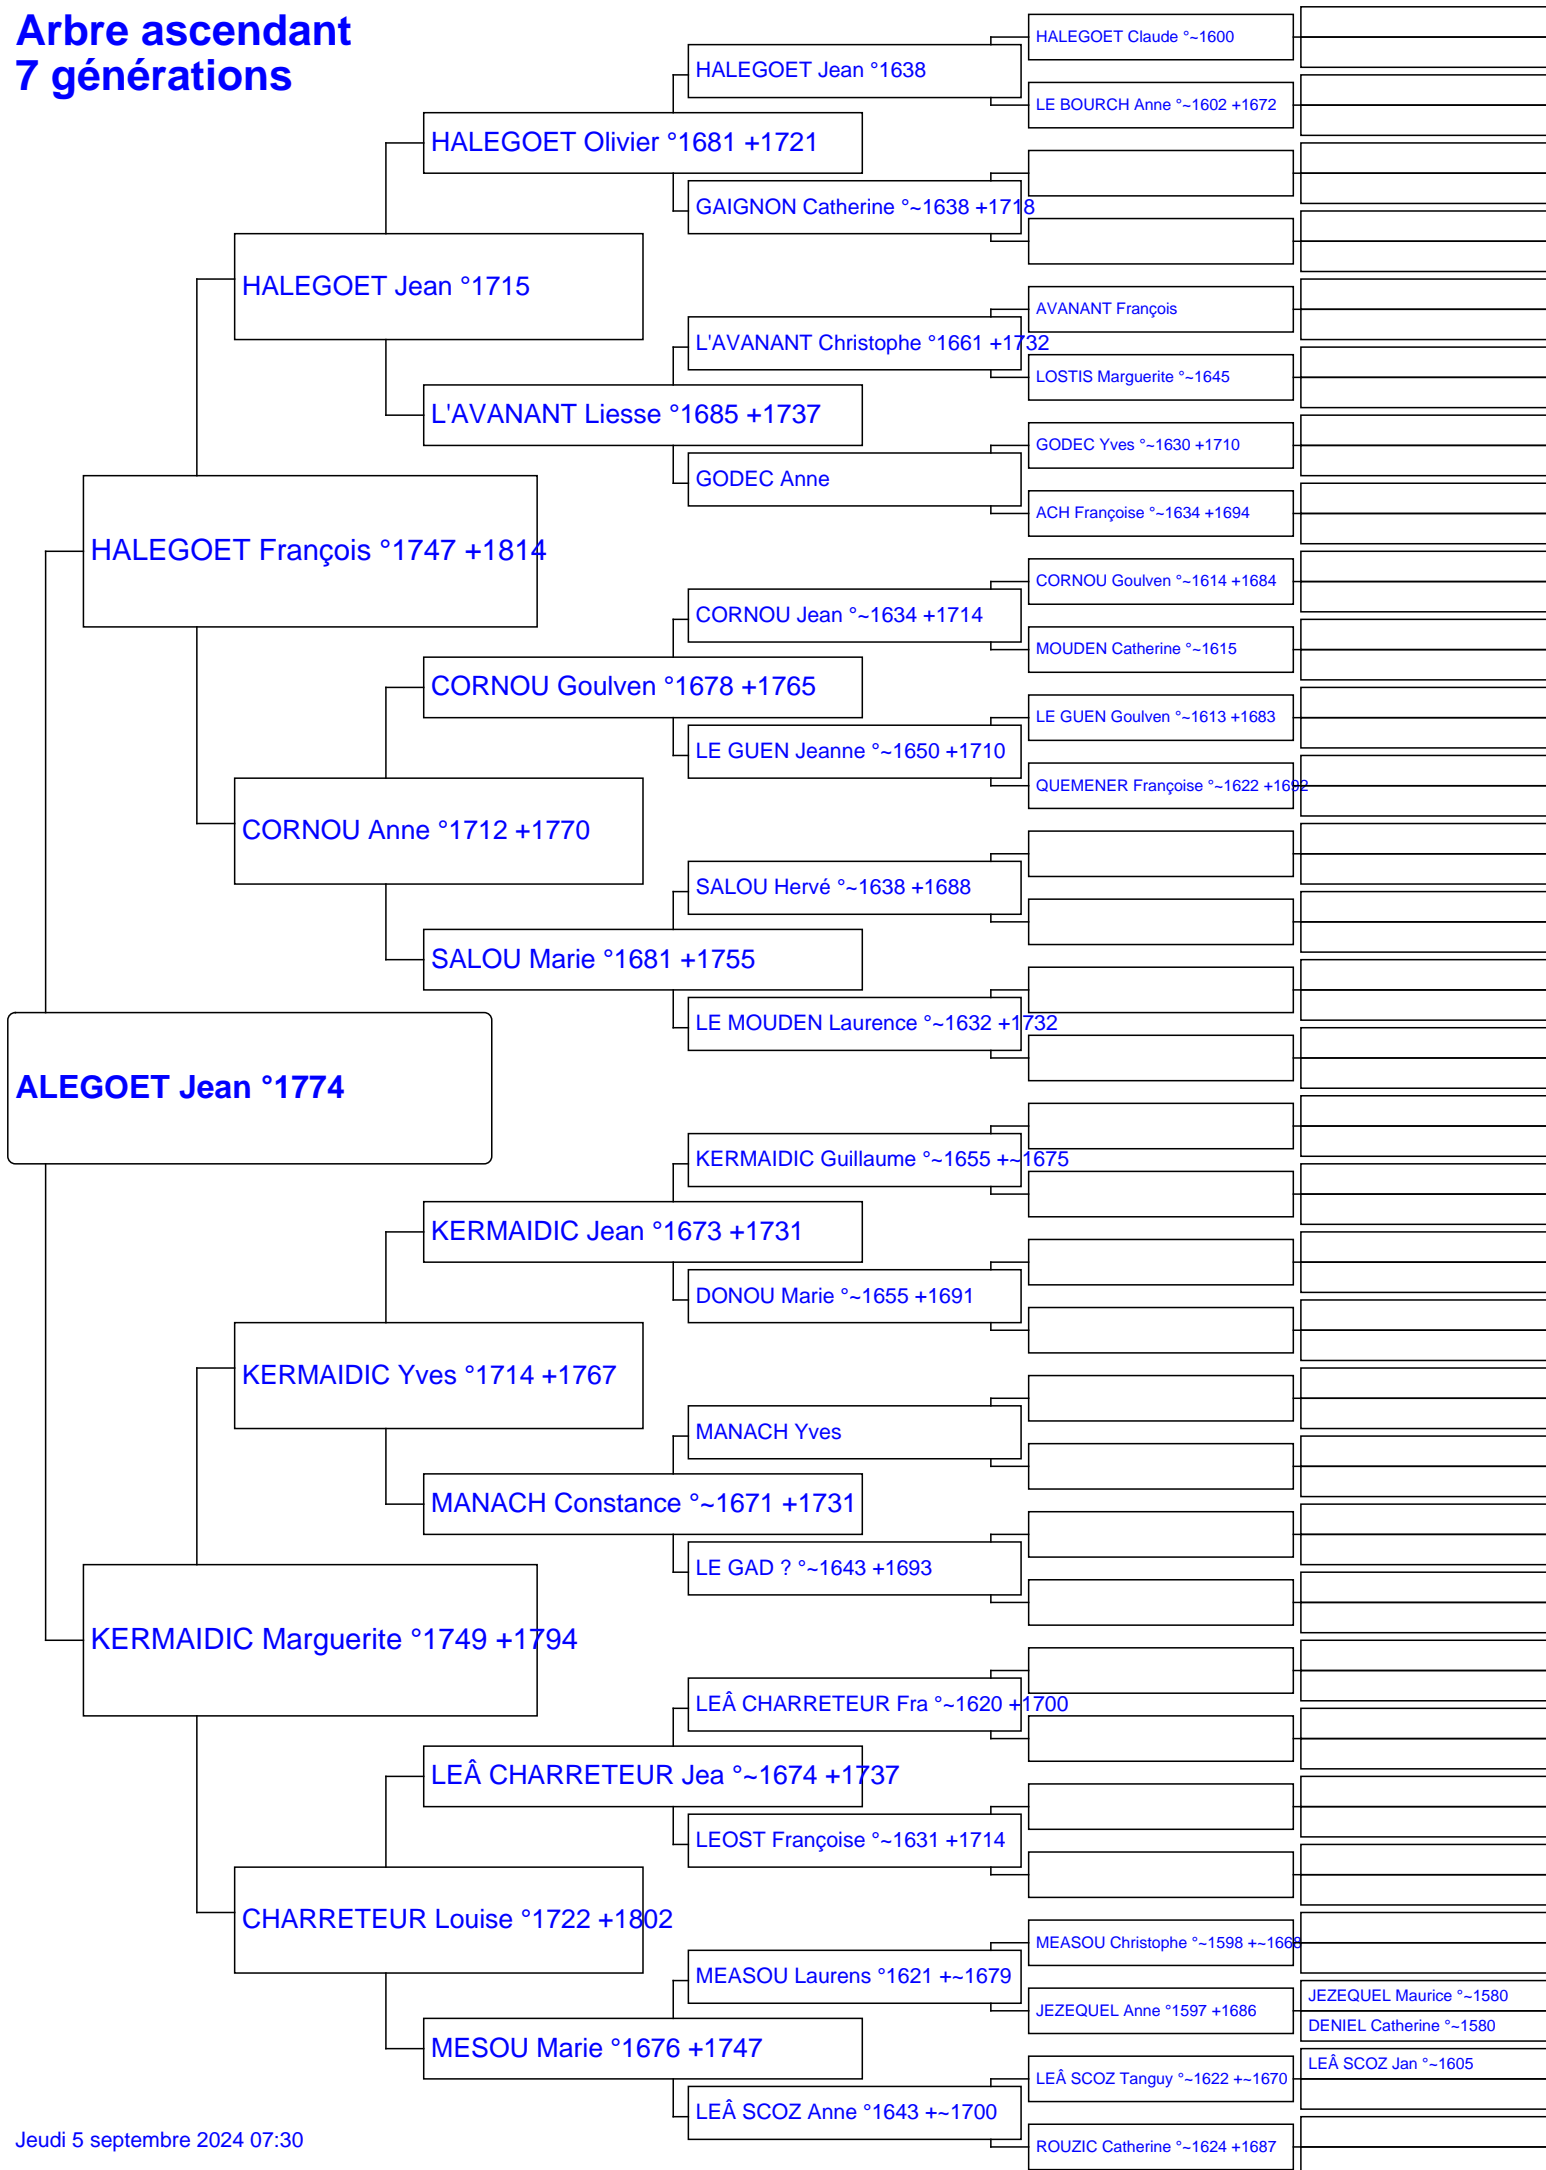 Arbre ascendant
7 générations
HALEGOET Claude °~1600
HALEGOET Jean °1638
LE BOURCH Anne °~1602 +1672
HALEGOET Olivier °1681 +1721
GAIGNON Catherine °~1638 +1718
HALEGOET Jean °1715
AVANANT François
L'AVANANT Christophe °1661 +1732
LOSTIS Marguerite °~1645
L'AVANANT Liesse °1685 +1737
GODEC Yves °~1630 +1710
GODEC Anne
ACH Françoise °~1634 +1694
HALEGOET François °1747 +1814
CORNOU Goulven °~1614 +1684
CORNOU Jean °~1634 +1714
MOUDEN Catherine °~1615
CORNOU Goulven °1678 +1765
LE GUEN Goulven °~1613 +1683
LE GUEN Jeanne °~1650 +1710
QUEMENER Françoise °~1622 +1692
CORNOU Anne °1712 +1770
SALOU Hervé °~1638 +1688
SALOU Marie °1681 +1755
LE MOUDEN Laurence °~1632 +1732
ALEGOET Jean °1774
KERMAIDIC Guillaume °~1655 +~1675
KERMAIDIC Jean °1673 +1731
DONOU Marie °~1655 +1691
KERMAIDIC Yves °1714 +1767
MANACH Yves
MANACH Constance °~1671 +1731
LE GAD ? °~1643 +1693
KERMAIDIC Marguerite °1749 +1794
LEÂ CHARRETEUR Fra °~1620 +1700
LEÂ CHARRETEUR Jea °~1674 +1737
LEOST Françoise °~1631 +1714
CHARRETEUR Louise °1722 +1802
MEASOU Christophe °~1598 +~1668
MEASOU Laurens °1621 +~1679
JEZEQUEL Maurice °~1580
JEZEQUEL Anne °1597 +1686
DENIEL Catherine °~1580
MESOU Marie °1676 +1747
LEÂ SCOZ Jan °~1605
LEÂ SCOZ Tanguy °~1622 +~1670
LEÂ SCOZ Anne °1643 +~1700
ROUZIC Catherine °~1624 +1687
Jeudi 5 septembre 2024 07:30